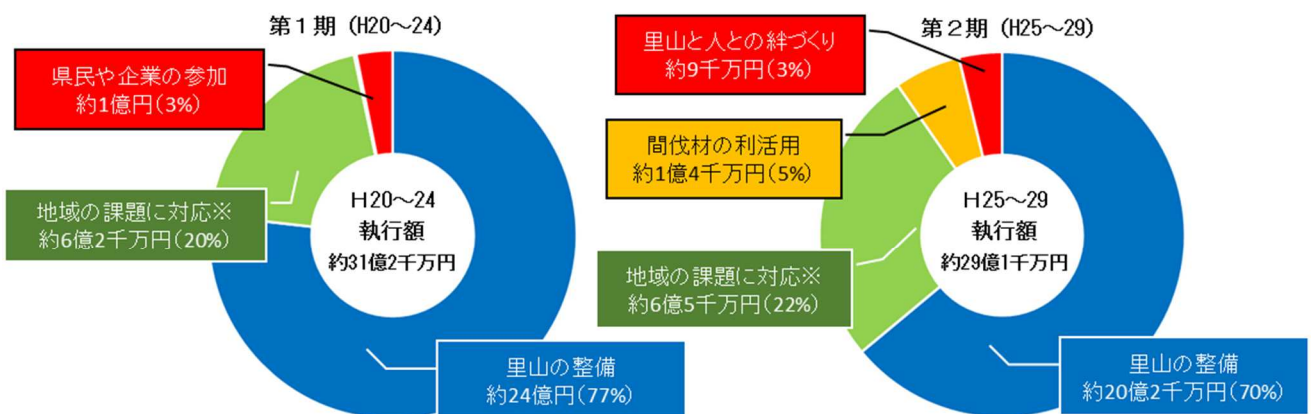 第１期（H20～24）
県民や企業の参加
約1億円（3%）
地域の課題に対応※
約6億2千万円（20%）
Ｈ20～24
執行額
約31億2千万円
里山の整備
約24億円（77%）
第２期（H25～29）
里山と人との絆づくり
約9千万円（3%）
間伐材の利活用
約1億4千万円（5%）
地域の課題に対応※
約6億5千万円（22%）
Ｈ25～29
執行額
約29億1千万円
里山の整備
約20億2千万円（70%）